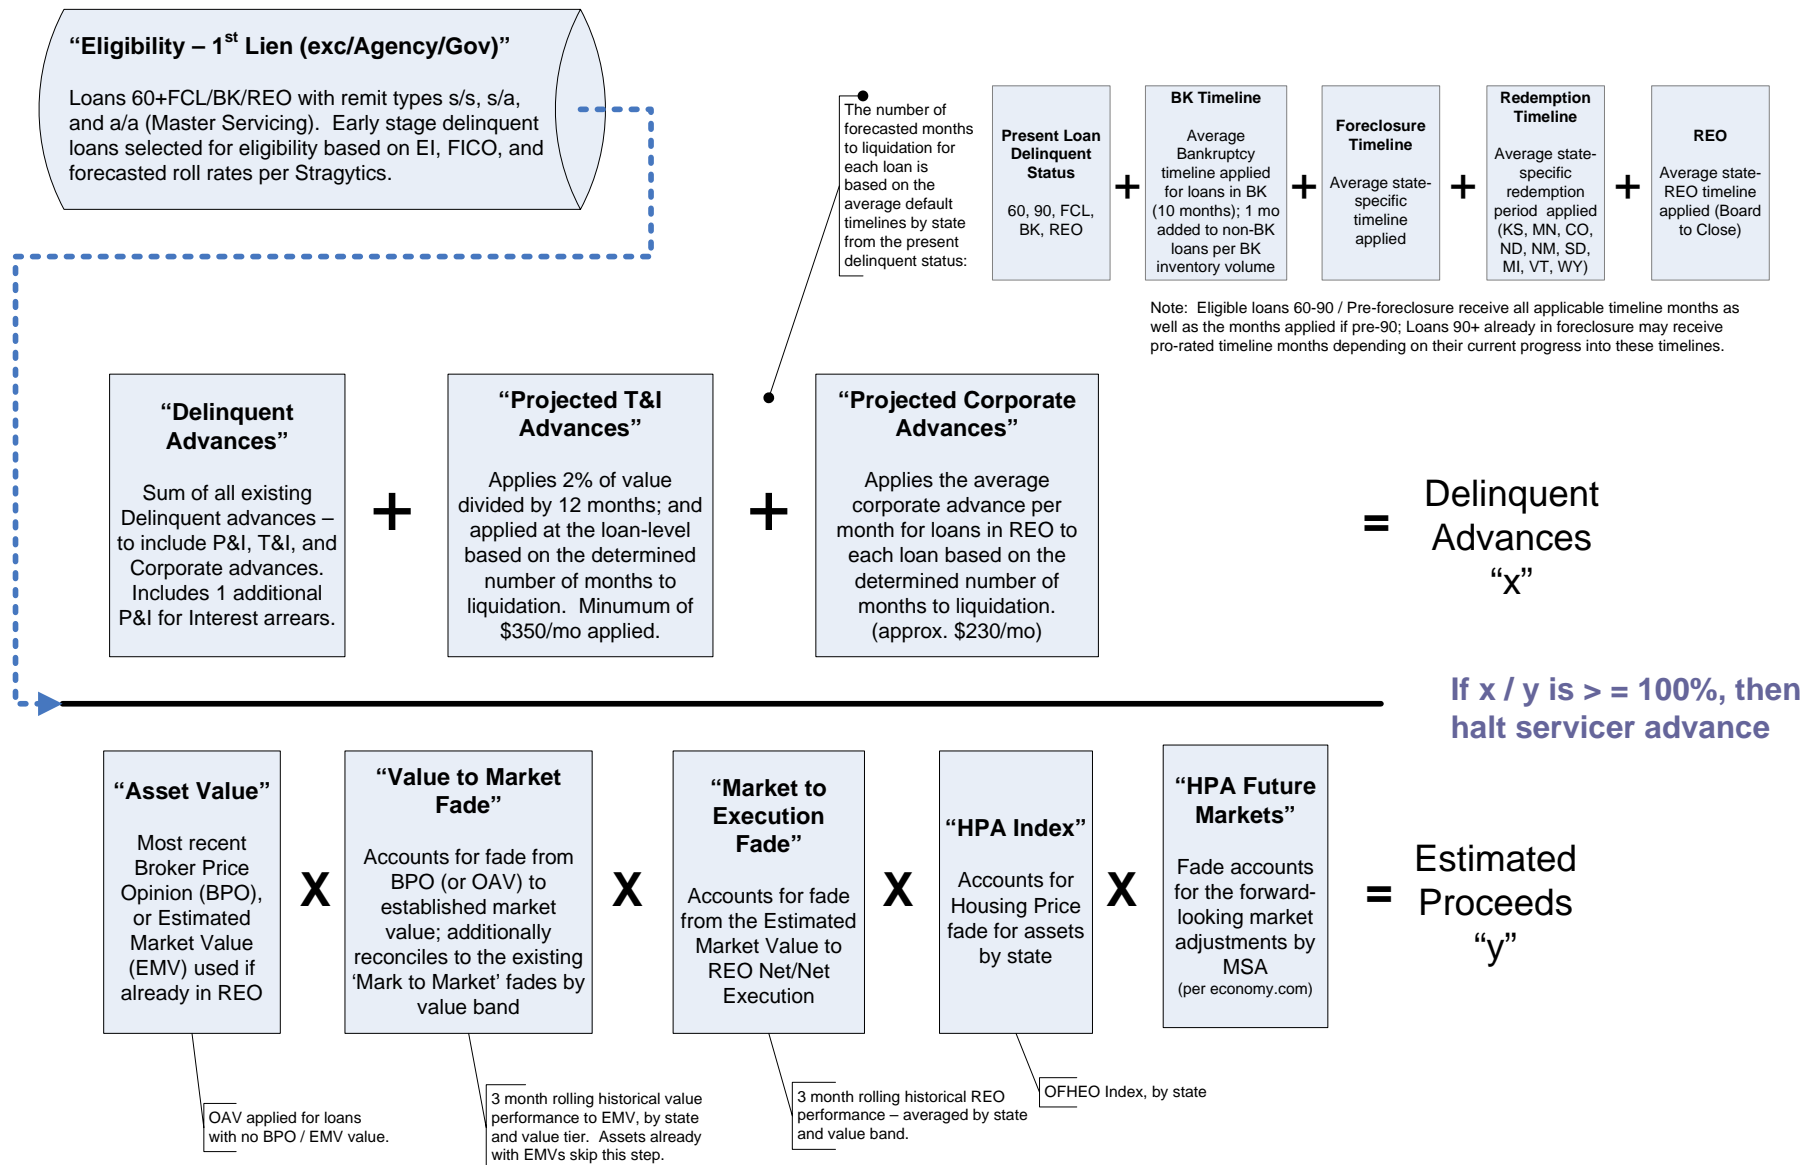 “Eligibility – 1st Lien (exc/Agency/Gov)”
Loans 60+FCL/BK/REO with remit types s/s, s/a,
and a/a (Master Servicing).  Early stage delinquent
loans selected for eligibility based on EI, FICO, and
forecasted roll rates per Stragytics.
The number of
forecasted months
to liquidation for
each loan is
based on the
average default
timelines by state
from the present
delinquent status:
Present Loan
Delinquent
Status
60, 90, FCL,
BK, REO
+
BK Timeline
Average
Bankruptcy
timeline applied
for loans in BK
(10 months); 1 mo
added to non-BK
loans per BK
inventory volume
+
Foreclosure
Timeline
Average state-
specific
timeline
applied
+
Redemption
Timeline
Average state-
specific
redemption
period  applied
(KS, MN, CO,
ND, NM, SD,
MI, VT, WY)
+
REO
Average state-
REO timeline
applied (Board
to Close)
Note:  Eligible loans 60-90 / Pre-foreclosure receive all applicable timeline months as
well as the months applied if pre-90; Loans 90+ already in foreclosure may receive
pro-rated timeline months depending on their current progress into these timelines.
“Delinquent
Advances”
Sum of all existing
Delinquent advances –
to include P&I, T&I, and
Corporate advances.
Includes 1 additional
P&I for Interest arrears.
+
“Projected T&I
Advances”
Applies 2% of value
divided by 12 months; and
applied at the loan-level
based on the determined
number of months to
liquidation.  Minumum of
$350/mo applied.
+
“Projected Corporate
Advances”
Applies the average
corporate advance per
month for loans in REO to
each loan based on the
determined number of
months to liquidation.
(approx. $230/mo)
=
Delinquent
Advances
“x”
If x / y is > = 100%, then
halt servicer advance
“Asset Value”
Most recent
Broker Price
Opinion (BPO),
or Estimated
Market Value
(EMV) used if
already in REO
X
“Value to Market
Fade”
Accounts for fade from
BPO (or OAV) to
established market
value; additionally
reconciles to the existing
‘Mark to Market’ fades by
value band
X
“Market to
Execution
Fade”
Accounts for fade
from the Estimated
Market Value to
REO Net/Net
Execution
X
“HPA Index”
Accounts for
Housing Price
fade for assets
by state
X
“HPA Future
Markets”
Fade accounts
for the forward-
looking market
adjustments by
MSA
(per economy.com)
=
Estimated
Proceeds
“y”
OAV applied for loans
with no BPO / EMV value.
3 month rolling historical value
performance to EMV, by state
and value tier.  Assets already
with EMVs skip this step.
3 month rolling historical REO
performance – averaged by state
and value band.
OFHEO Index, by state